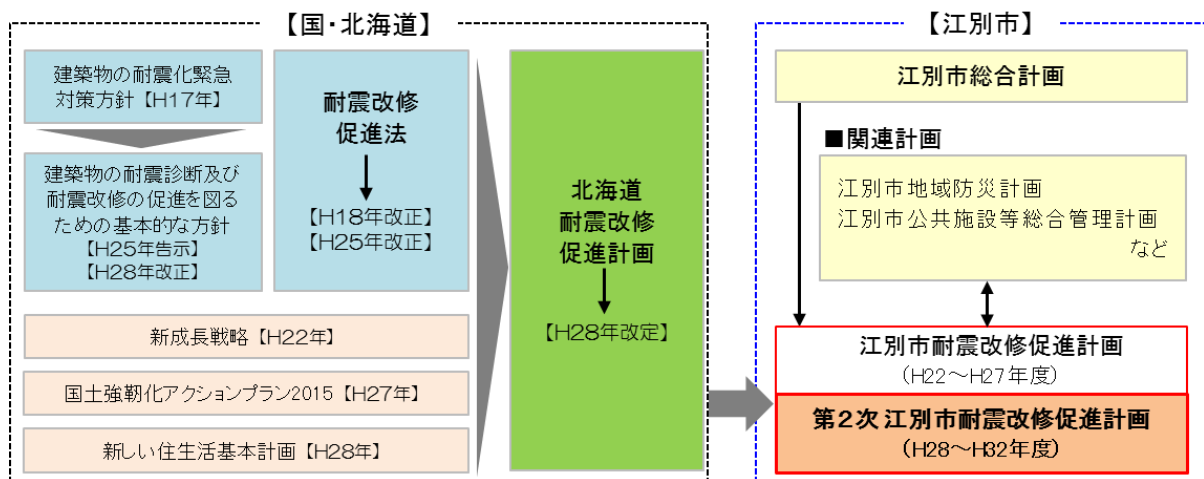 【国・北海道】
建築物の耐震化緊急
対策方針【H17年】
建築物の耐震診断及び
耐震改修の促進を図る
ための基本的な方針
【H25年告示】
【H28年改正】
耐震改修
促進法
【H18年改正】
【H25年改正】
新成長戦略【H22年】
国土強靭化アクションプラン2015【H27年】
新しい住生活基本計画【H28年】
北海道
耐震改修
促進計画
【H28年改定】
【江別市】
江別市総合計画
■関連計画
江別市地域防災計画
江別市公共施設等総合管理計画
など
江別市耐震改修促進計画
(H22～H27年度)
第2次 江別市耐震改修促進計画
(H28～H32年度)